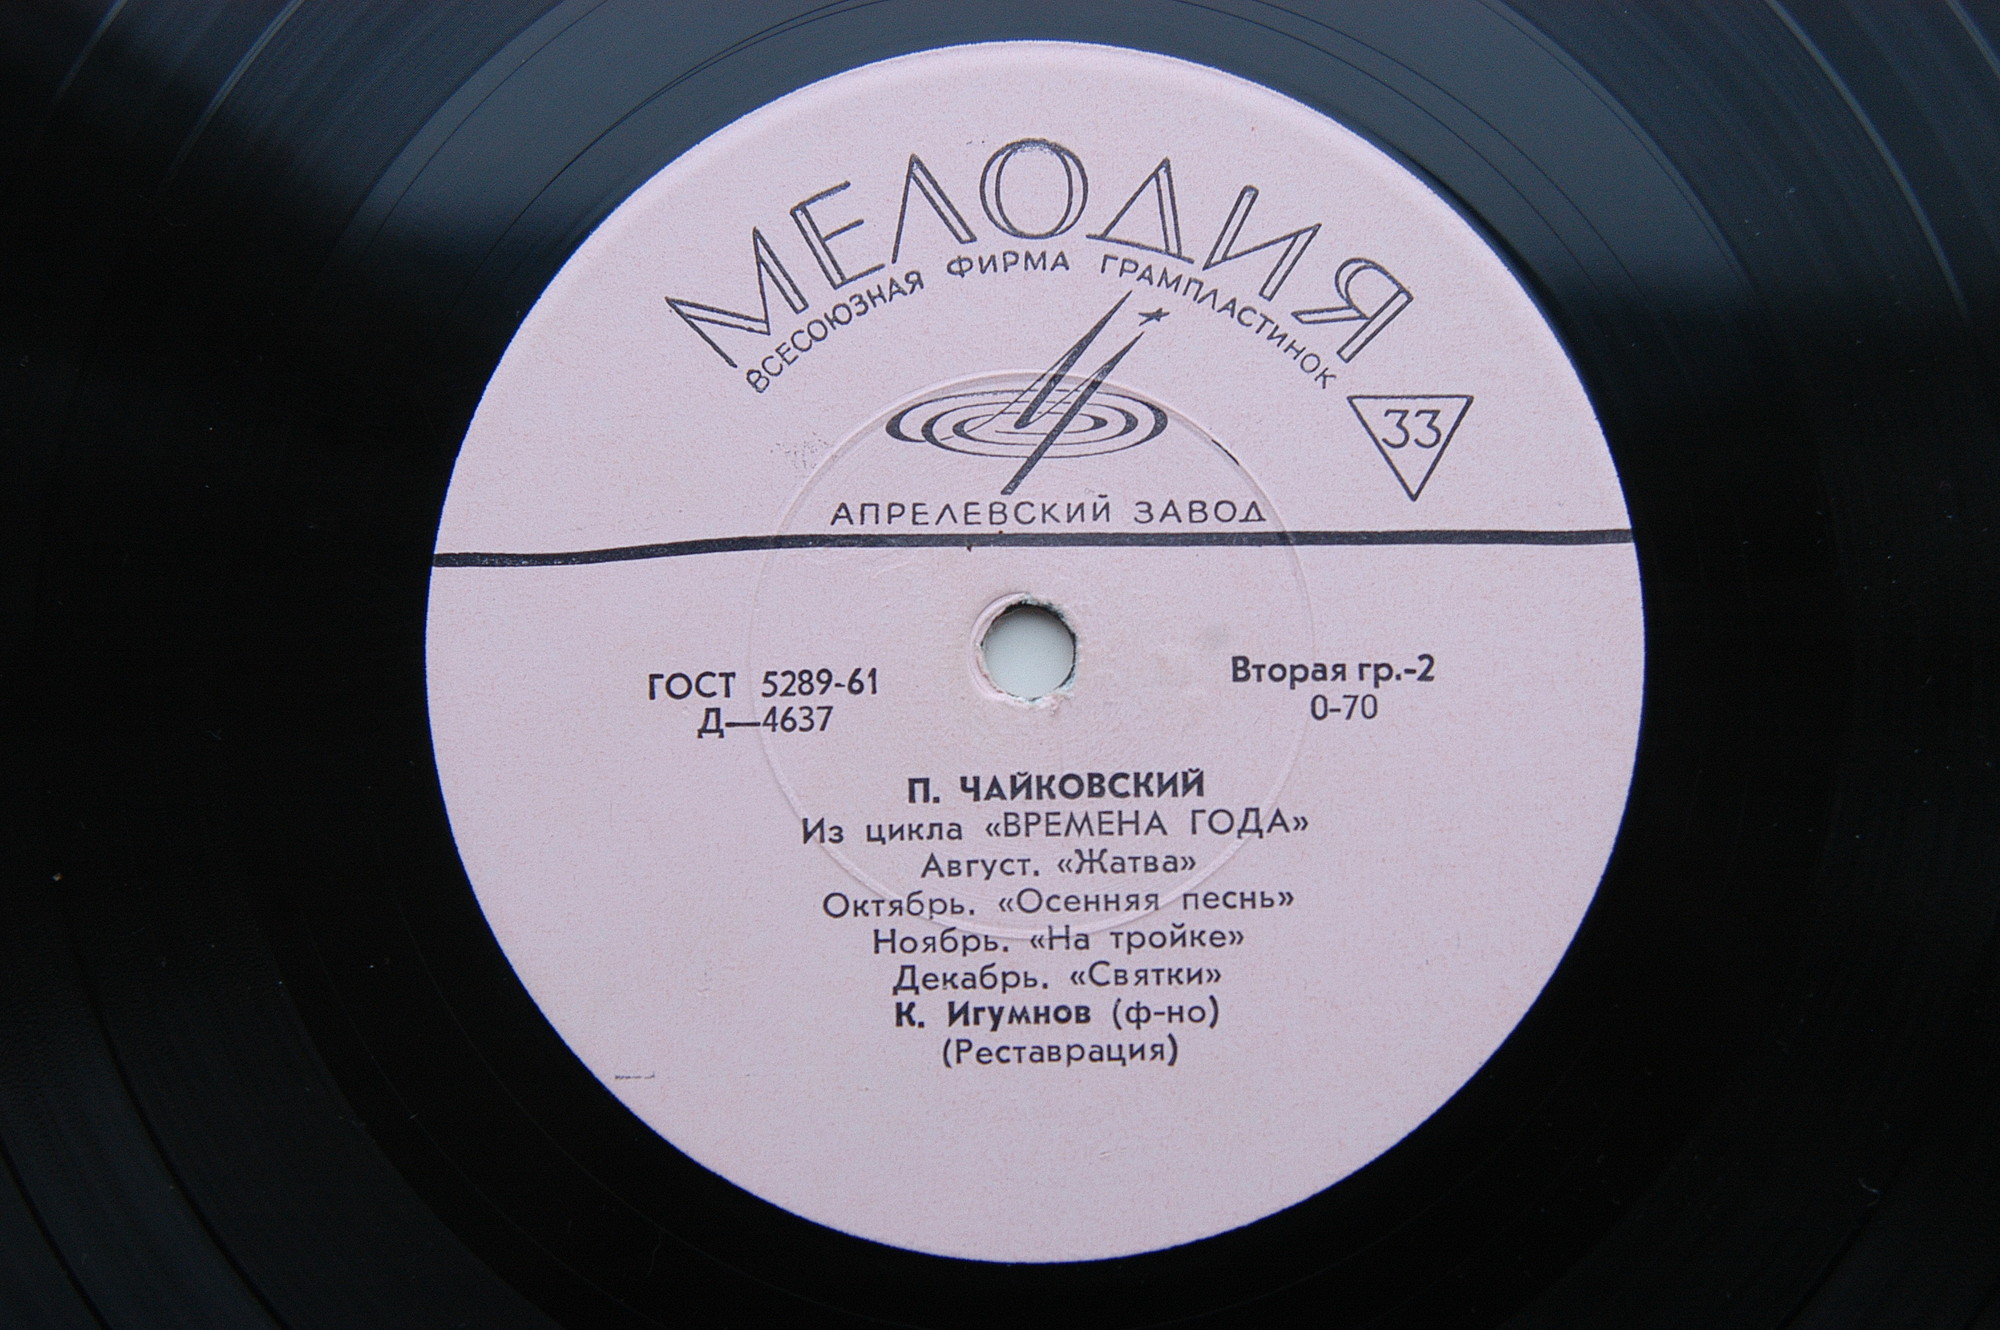 МЕЛОДИЯ
ВСЕСОЮЗНАЯ ФИРМА ГРАМПЛАСТИНОК
33
АПРЕЛЕВСКИЙ ЗАВОД
ГОСТ 5289-61
Д—4637
Вторая гр.-2
0-70
П. ЧАЙКОВСКИЙ
Из цикла «ВРЕМЕНА ГОДА»
Август. «Жатва»
Октябрь. «Осенняя песнь»
Ноябрь. «На тройке»
Декабрь. «Святки»
К. Игумнов (ф-но)
(Реставрация)